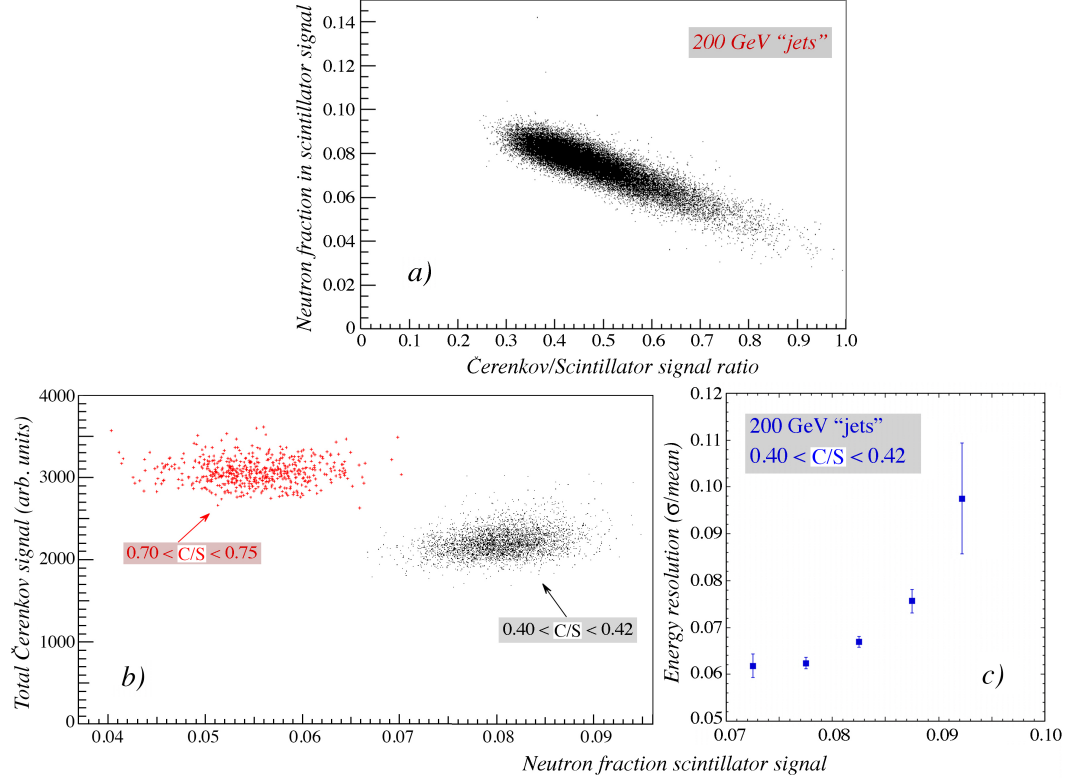 Neutron fraction in scintillator signal
0.14
0.12
0.10
0.08
0.06
0.04
0.02
0
200 GeV “jets”
a)
0 0.1 0.2 0.3 0.4 0.5 0.6 0.7 0.8 0.9 1.0
Čerenkov/Scintillator signal ratio
Total Čerenkov signal (arb. units)
4000
3000
2000
1000
0
0.70 < C/S < 0.75
0.40 < C/S < 0.42
b)
0.04 0.05 0.06 0.07 0.08 0.09
Energy resolution (σ/mean)
0.12
0.11
0.10
0.09
0.08
0.07
0.06
0.05
200 GeV “jets”
0.40 < C/S < 0.42
c)
0.07 0.08 0.09 0.10
Neutron fraction scintillator signal